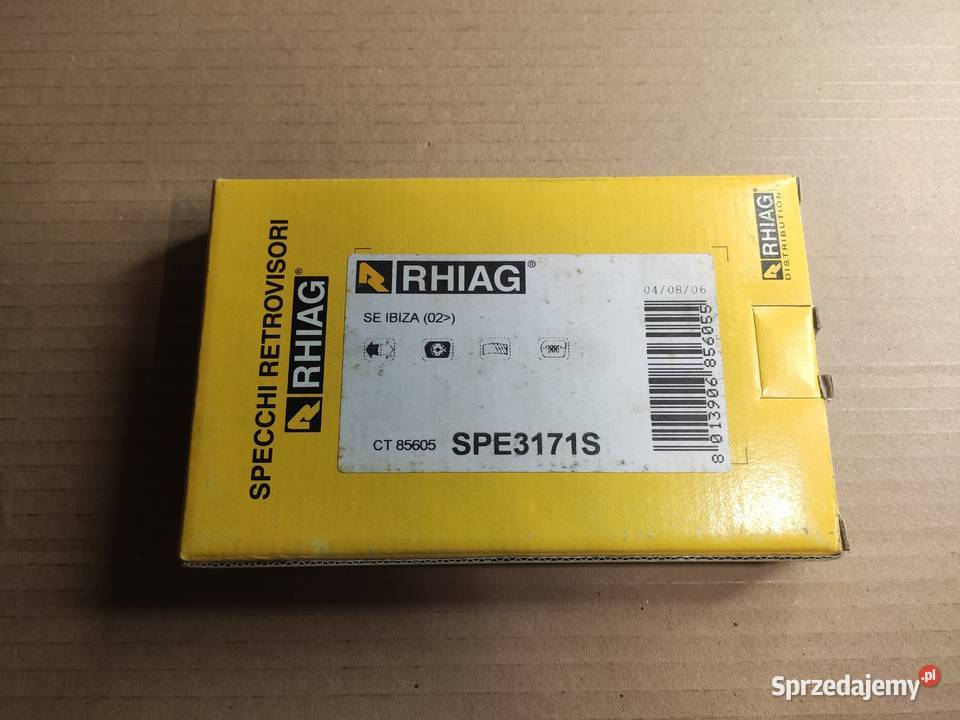 SPECCHI RETROVISORI
RHIAG®
RHIAG®
04/08/06
SE IBIZA (02>)
CT 85605 SPE3171S
8 013906 856055
RHIAG®
DISTRIBUTION
Sprzedajemy.pl